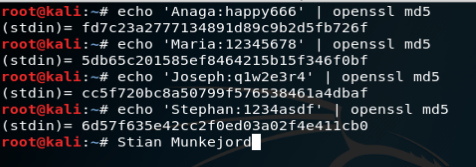 root@kali:~# echo 'Anaga:happy666' | openssl md5
(stdin)= fd7c23a2777134891d89c9b2d5fb726f
root@kali:~# echo 'Maria:12345678' | openssl md5
(stdin)= 5db65c201585ef8464215b15f346f0bf
root@kali:~# echo 'Joseph:q1w2e3r4' | openssl md5
(stdin)= cc5f720bc8a50799f576538461a4dbaf
root@kali:~# echo 'Stephan:1234asdf' | openssl md5
(stdin)= 6d57f635e42cc2f0ed03a02f4e411cb0
root@kali:~# Stian Munkejord